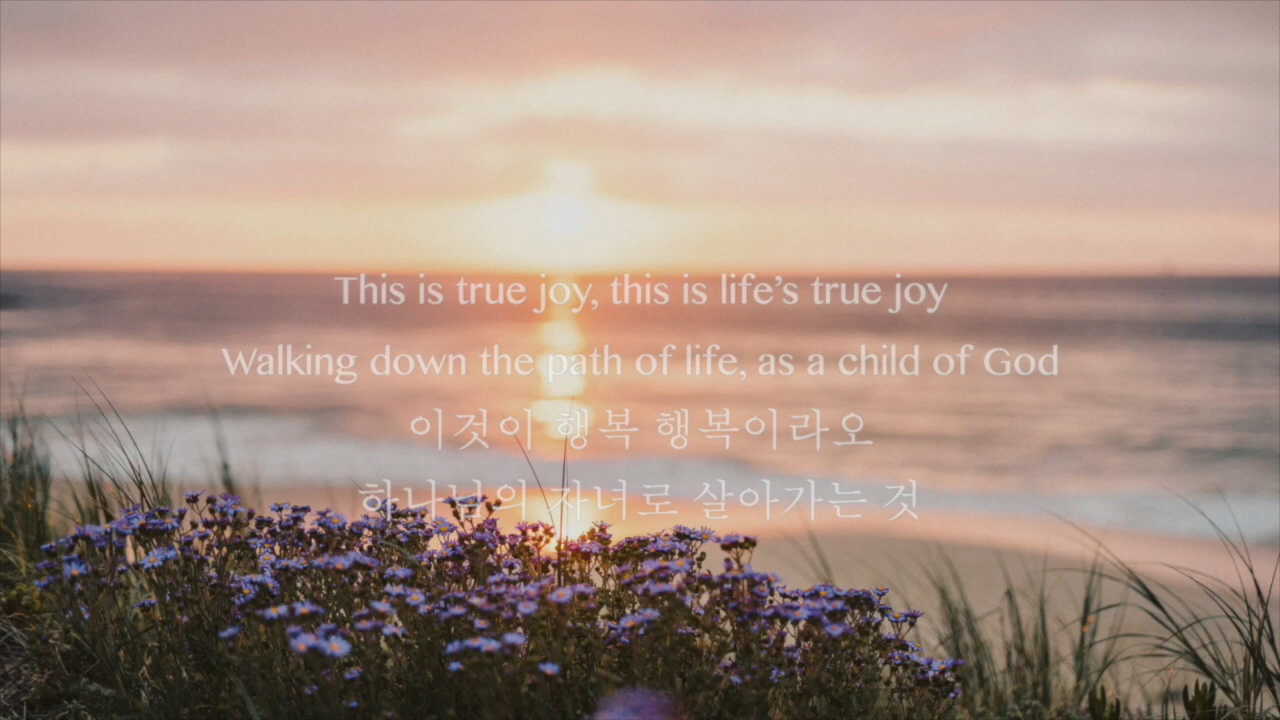 This is true joy, this is life’s true joy
Walking down the path of life, as a child of God
이것이 행복 행복이라오
하나님의 자녀로 살아가는 것